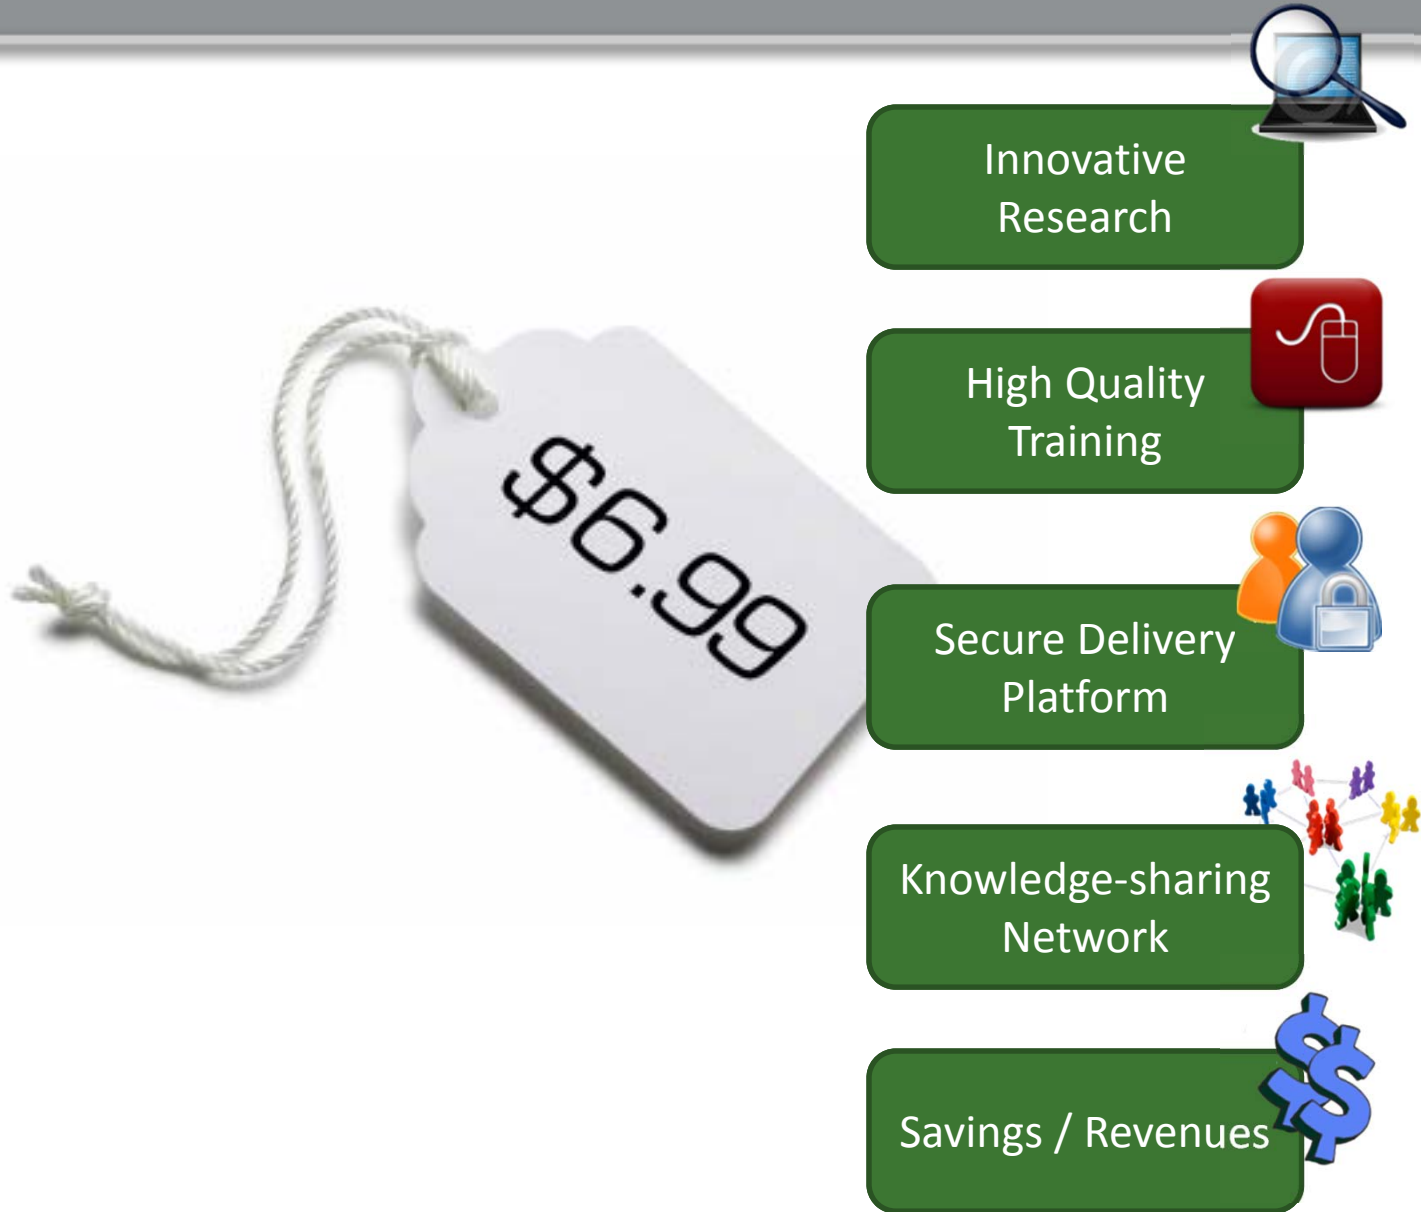 Innovative
Research
High Quality
Training
$6.99
Secure Delivery
Platform
Knowledge-sharing
Network
Savings / Revenues
$$